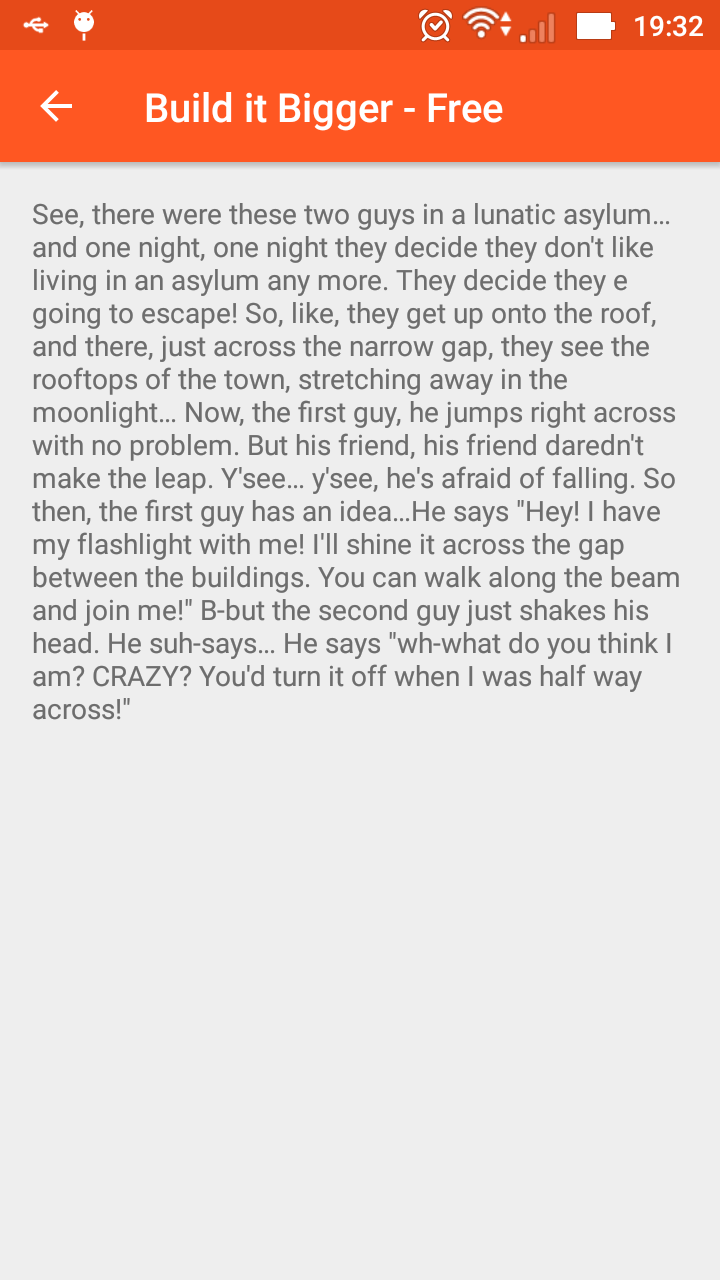 19:32
Build it Bigger - Free
See, there were these two guys in a lunatic asylum…
and one night, one night they decide they don't like
living in an asylum any more. They decide they e
going to escape! So, like, they get up onto the roof,
and there, just across the narrow gap, they see the
rooftops of the town, stretching away in the
moonlight… Now, the first guy, he jumps right across
with no problem. But his friend, his friend daredn't
make the leap. Y'see… y'see, he's afraid of falling. So
then, the first guy has an idea…He says "Hey! I have
my flashlight with me! I'll shine it across the gap
between the buildings. You can walk along the beam
and join me!" B-but the second guy just shakes his
head. He suh-says… He says "wh-what do you think I
am? CRAZY? You'd turn it off when I was half way
across!"